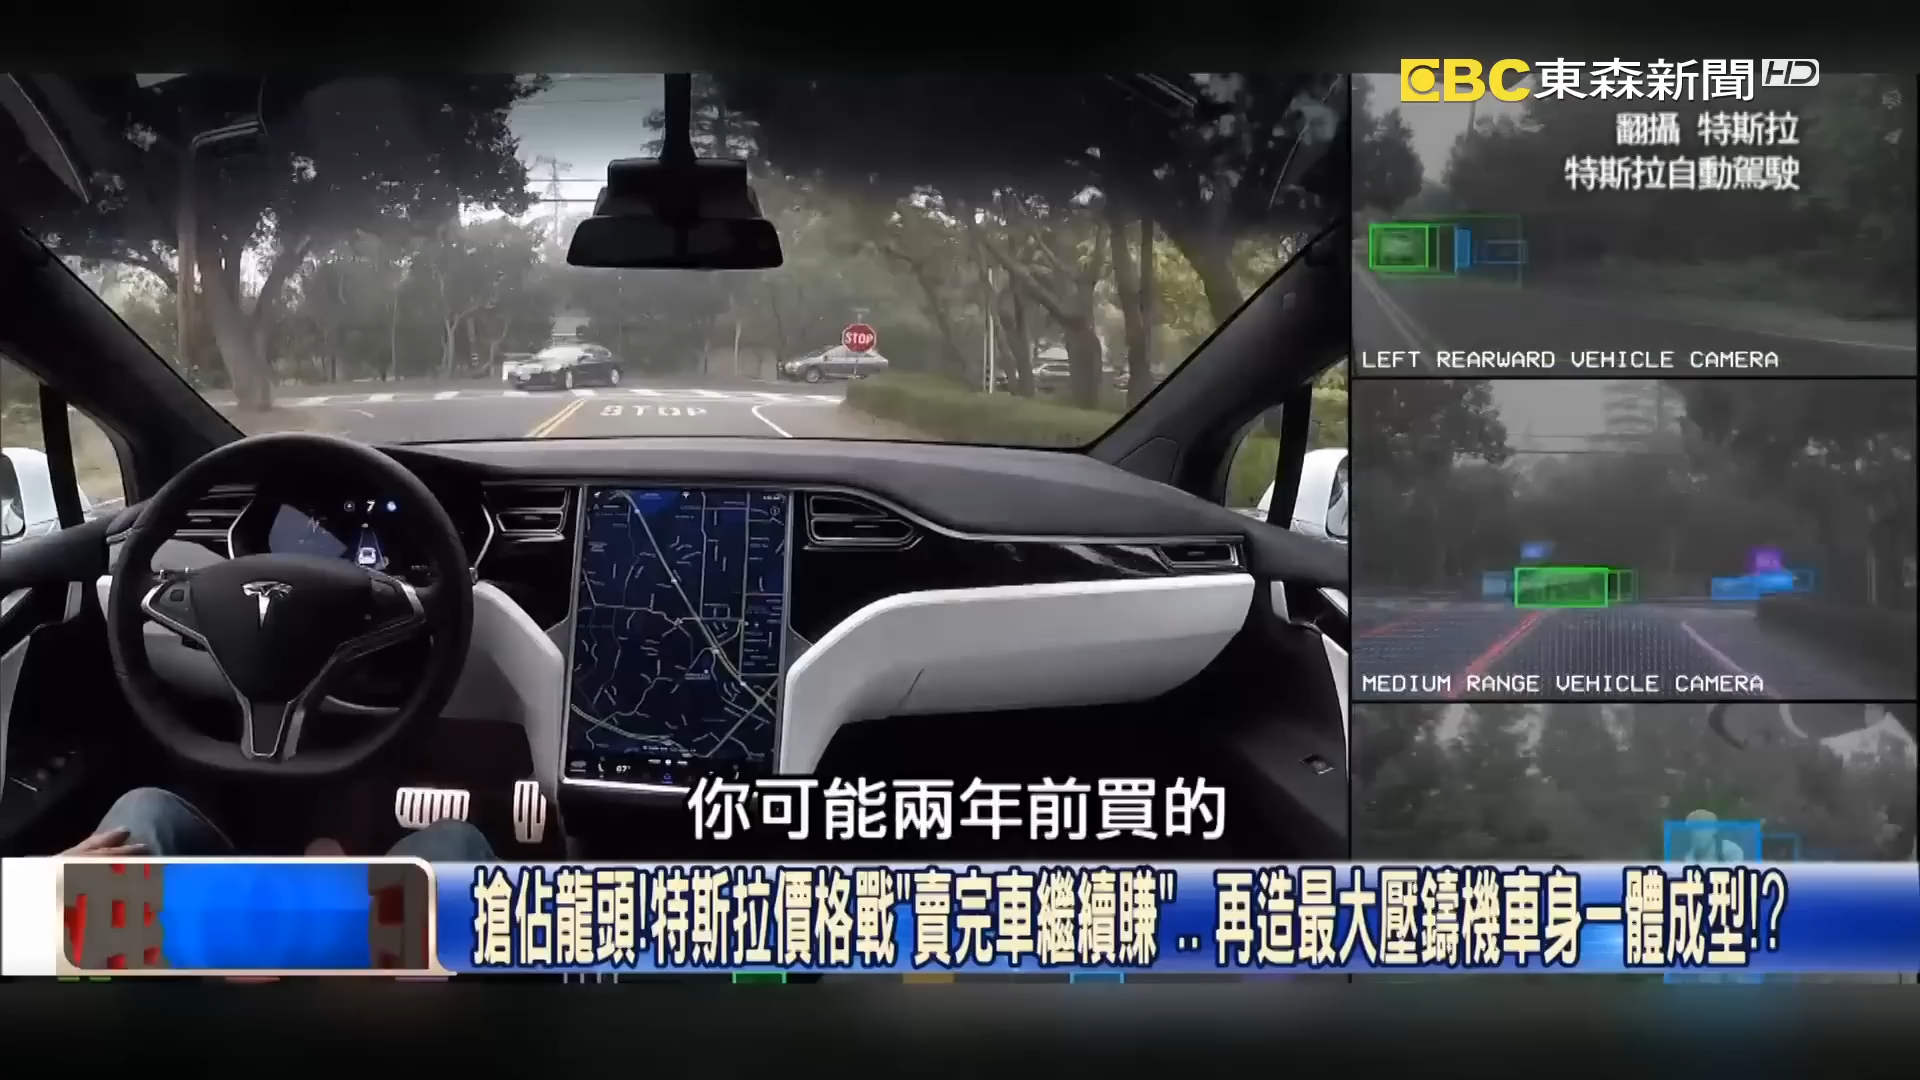 EBC東森新聞HD
翻攝 特斯拉
特斯拉自動駕駛
STOP
STOP
7
LEFT REARWARD VEHICLE CAMERA
MEDIUM RANGE VEHICLE CAMERA
67°
你可能兩年前買的
搶佔龍頭!特斯拉價格戰"賣完車繼續賺"..再造最大壓鑄機車身一體成型!?